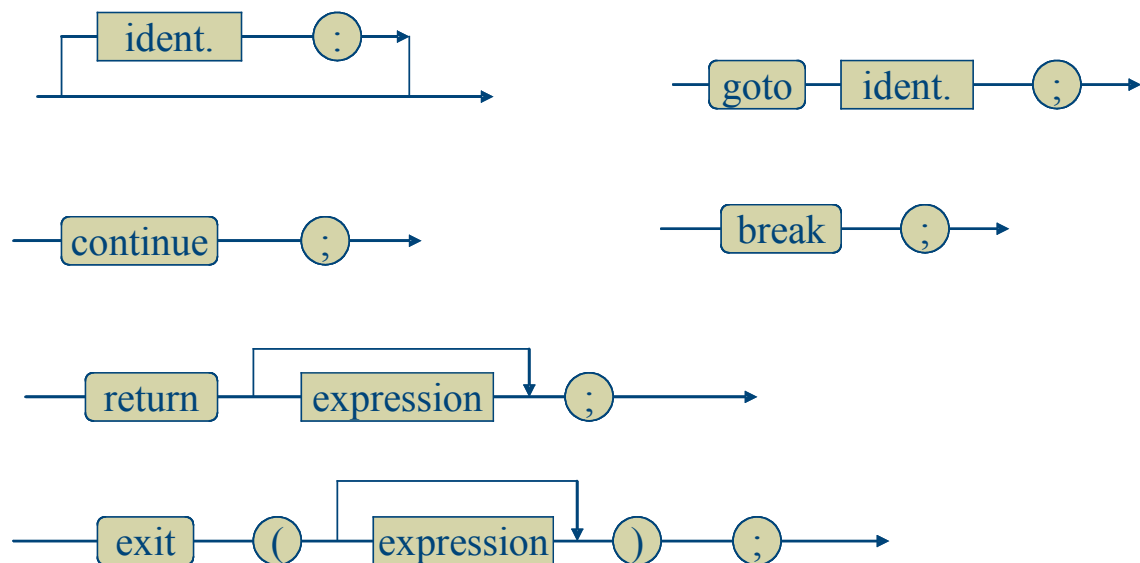 ident. :
goto ident. ;
continue ;
break ;
return expression ;
exit ( expression ) ;